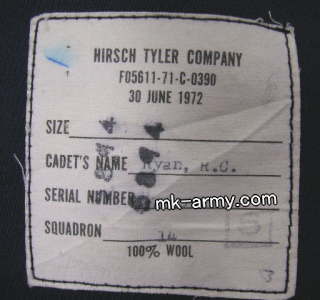 HIRSCH TYLER COMPANY
F05611-71-C-0390
30 JUNE 1972
SIZE
CADET'S NAME Ryan, R.C.
SERIAL NUMBER
mk-army.com
SQUADRON
100% WOOL